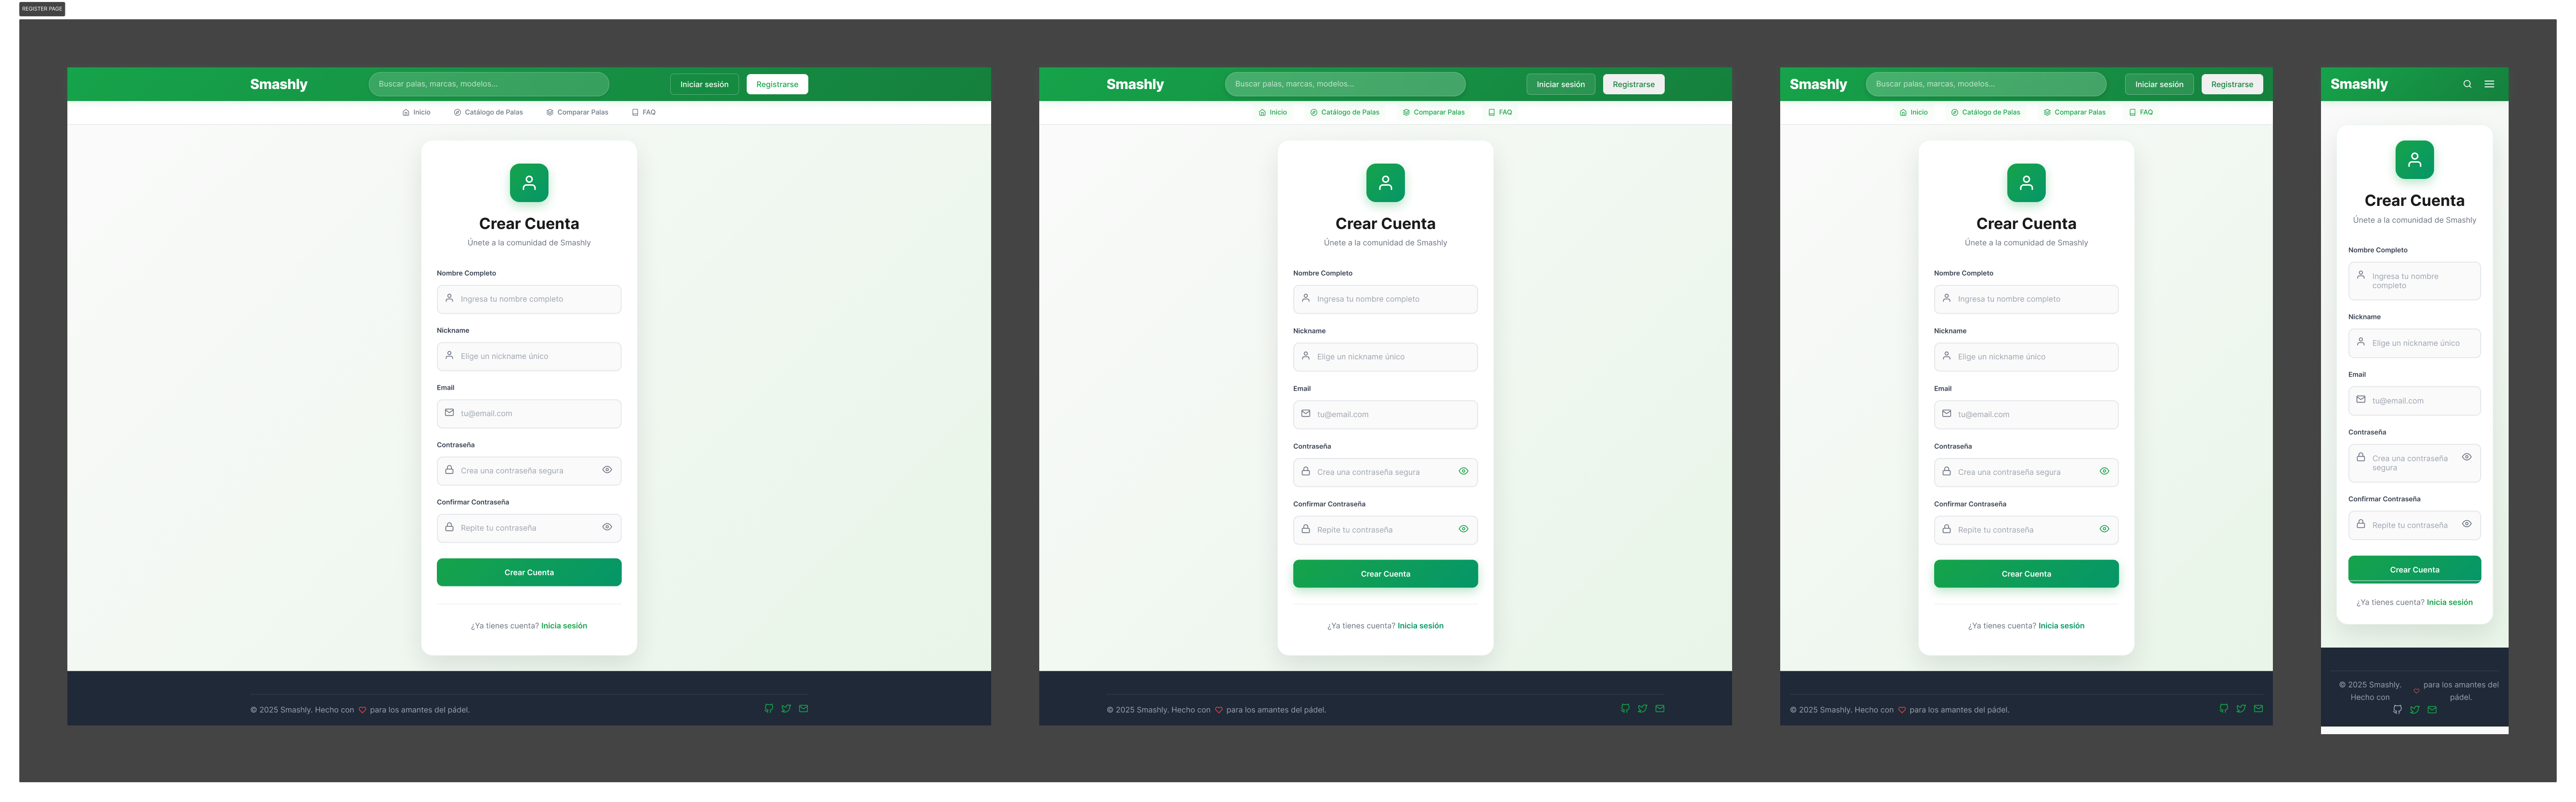 REGISTER PAGE
Smashly
Buscar palas, marcas, modelos...
Iniciar sesión
Registrarse
Inicio
Catálogo de Palas
Comparar Palas
FAQ
Crear Cuenta
Únete a la comunidad de Smashly
Nombre Completo
Ingresa tu nombre completo
Nickname
Elige un nickname único
Email
tu@email.com
Contraseña
Crea una contraseña segura
Confirmar Contraseña
Repite tu contraseña
Crear Cuenta
¿Ya tienes cuenta? Inicia sesión
© 2025 Smashly. Hecho con para los amantes del pádel.
Smashly
Buscar palas, marcas, modelos...
Iniciar sesión
Registrarse
Inicio
Catálogo de Palas
Comparar Palas
FAQ
Crear Cuenta
Únete a la comunidad de Smashly
Nombre Completo
Ingresa tu nombre completo
Nickname
Elige un nickname único
Email
tu@email.com
Contraseña
Crea una contraseña segura
Confirmar Contraseña
Repite tu contraseña
Crear Cuenta
¿Ya tienes cuenta? Inicia sesión
© 2025 Smashly. Hecho con para los amantes del pádel.
Smashly
Buscar palas, marcas, modelos...
Iniciar sesión
Registrarse
Inicio
Catálogo de Palas
Comparar Palas
FAQ
Crear Cuenta
Únete a la comunidad de Smashly
Nombre Completo
Ingresa tu nombre completo
Nickname
Elige un nickname único
Email
tu@email.com
Contraseña
Crea una contraseña segura
Confirmar Contraseña
Repite tu contraseña
Crear Cuenta
¿Ya tienes cuenta? Inicia sesión
© 2025 Smashly. Hecho con para los amantes del pádel.
Smashly
Crear Cuenta
Únete a la comunidad de Smashly
Nombre Completo
Ingresa tu nombre
completo
Nickname
Elige un nickname único
Email
tu@email.com
Contraseña
Crea una contraseña
segura
Confirmar Contraseña
Repite tu contraseña
Crear Cuenta
¿Ya tienes cuenta? Inicia sesión
© 2025 Smashly.
Hecho con
para los amantes del
pádel.